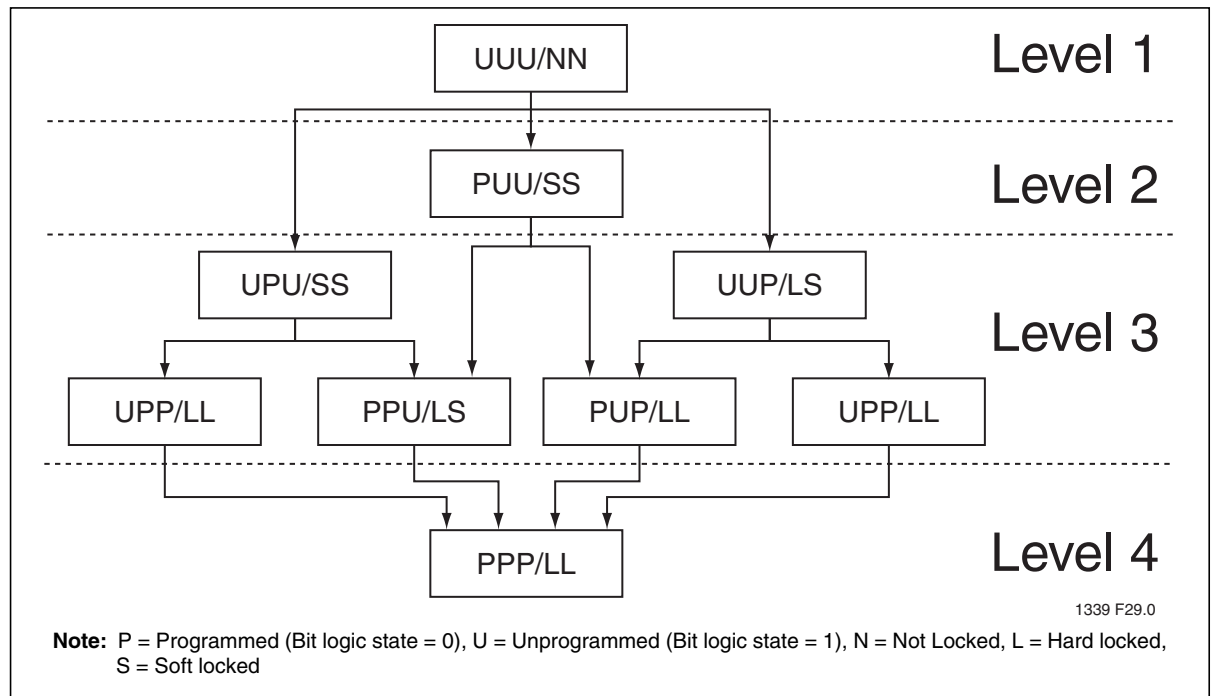 UUU/NN
Level 1
PUU/SS
Level 2
UPU/SS
UUP/LS
Level 3
UPP/LL
PPU/LS
PUP/LL
UPP/LL
PPP/LL
Level 4
1339 F29.0
Note: P = Programmed (Bit logic state = 0), U = Unprogrammed (Bit logic state = 1), N = Not Locked, L = Hard locked,
S = Soft locked